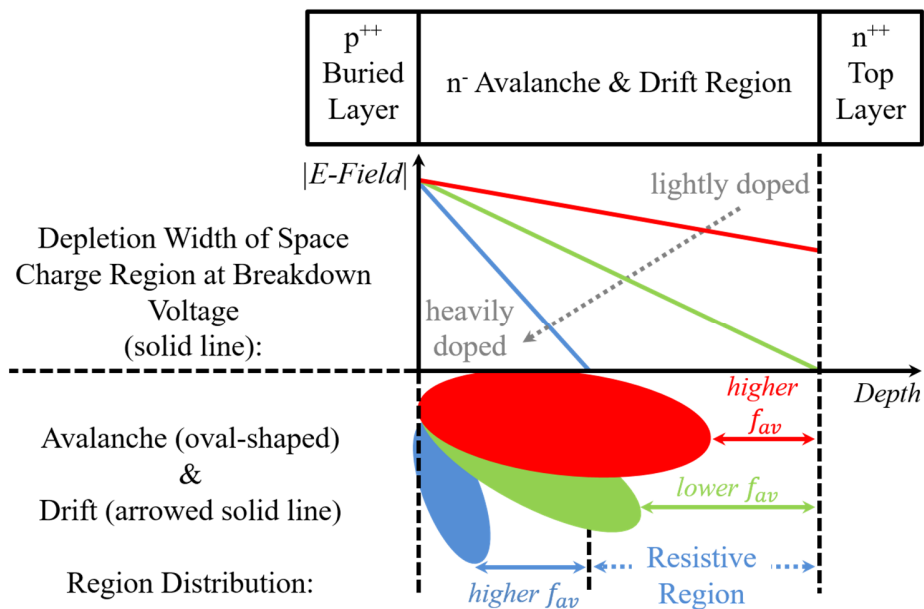 p++
Buried
Layer
n- Avalanche & Drift Region
n++
Top
Layer
|E-Field|
lightly doped
Depletion Width of Space
Charge Region at Breakdown
Voltage
(solid line):
heavily
doped
Depth
higher
fav
Avalanche (oval-shaped)
&
Drift (arrowed solid line)
lower fav
Region Distribution:
higher fav
Resistive
Region